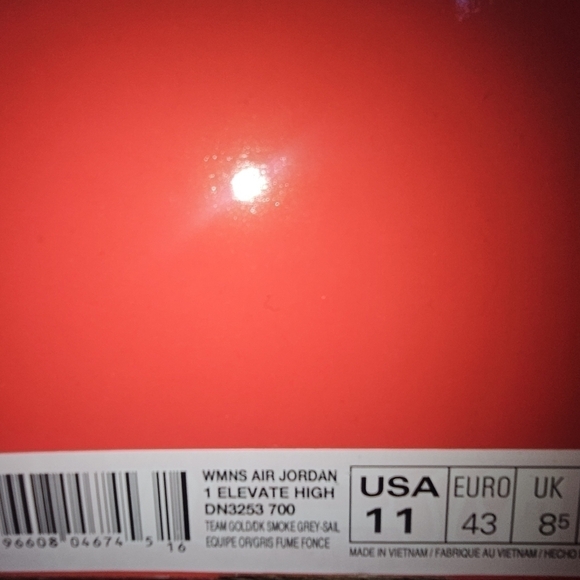 WMNS AIR JORDAN
1 ELEVATE HIGH
DN3253 700
TEAM GOLD/DK SMOKE GREY-SAIL
EQUIPE OR/GRIS FUME FONCE
96608 04674 5 16
USA EURO UK
11 43 85
MADE IN VIETNAM / FABRIQUE AU VIETNAM / HECHO